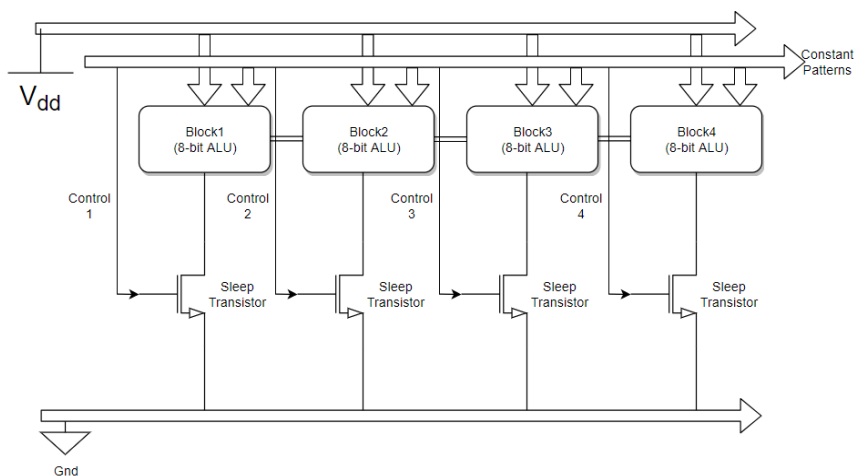 Constant
Patterns
Vdd
Block1
(8-bit ALU)
Block2
(8-bit ALU)
Block3
(8-bit ALU)
Block4
(8-bit ALU)
Control
1
Control
2
Control
3
Control
4
Sleep
Transistor
Sleep
Transistor
Sleep
Transistor
Sleep
Transistor
Gnd